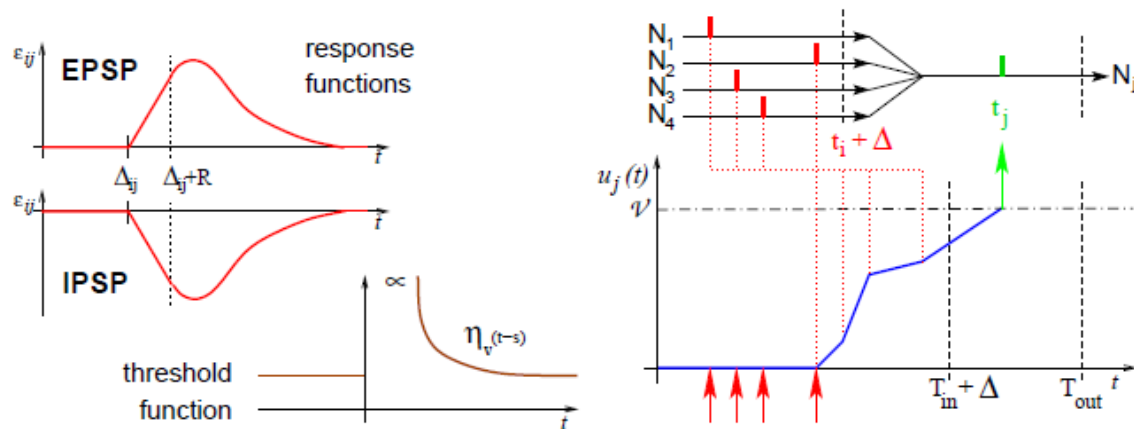 ε_ij
EPSP
response
functions
t
Δ_ij
Δ_ij+R
ε_ij
t
IPSP
∝
η_v(t−s)
threshold
function
t
N_1
N_2
N_3
N_4
N_j
t_i + Δ
t_j
u_j(t)
ν
T_in + Δ
T_out
t